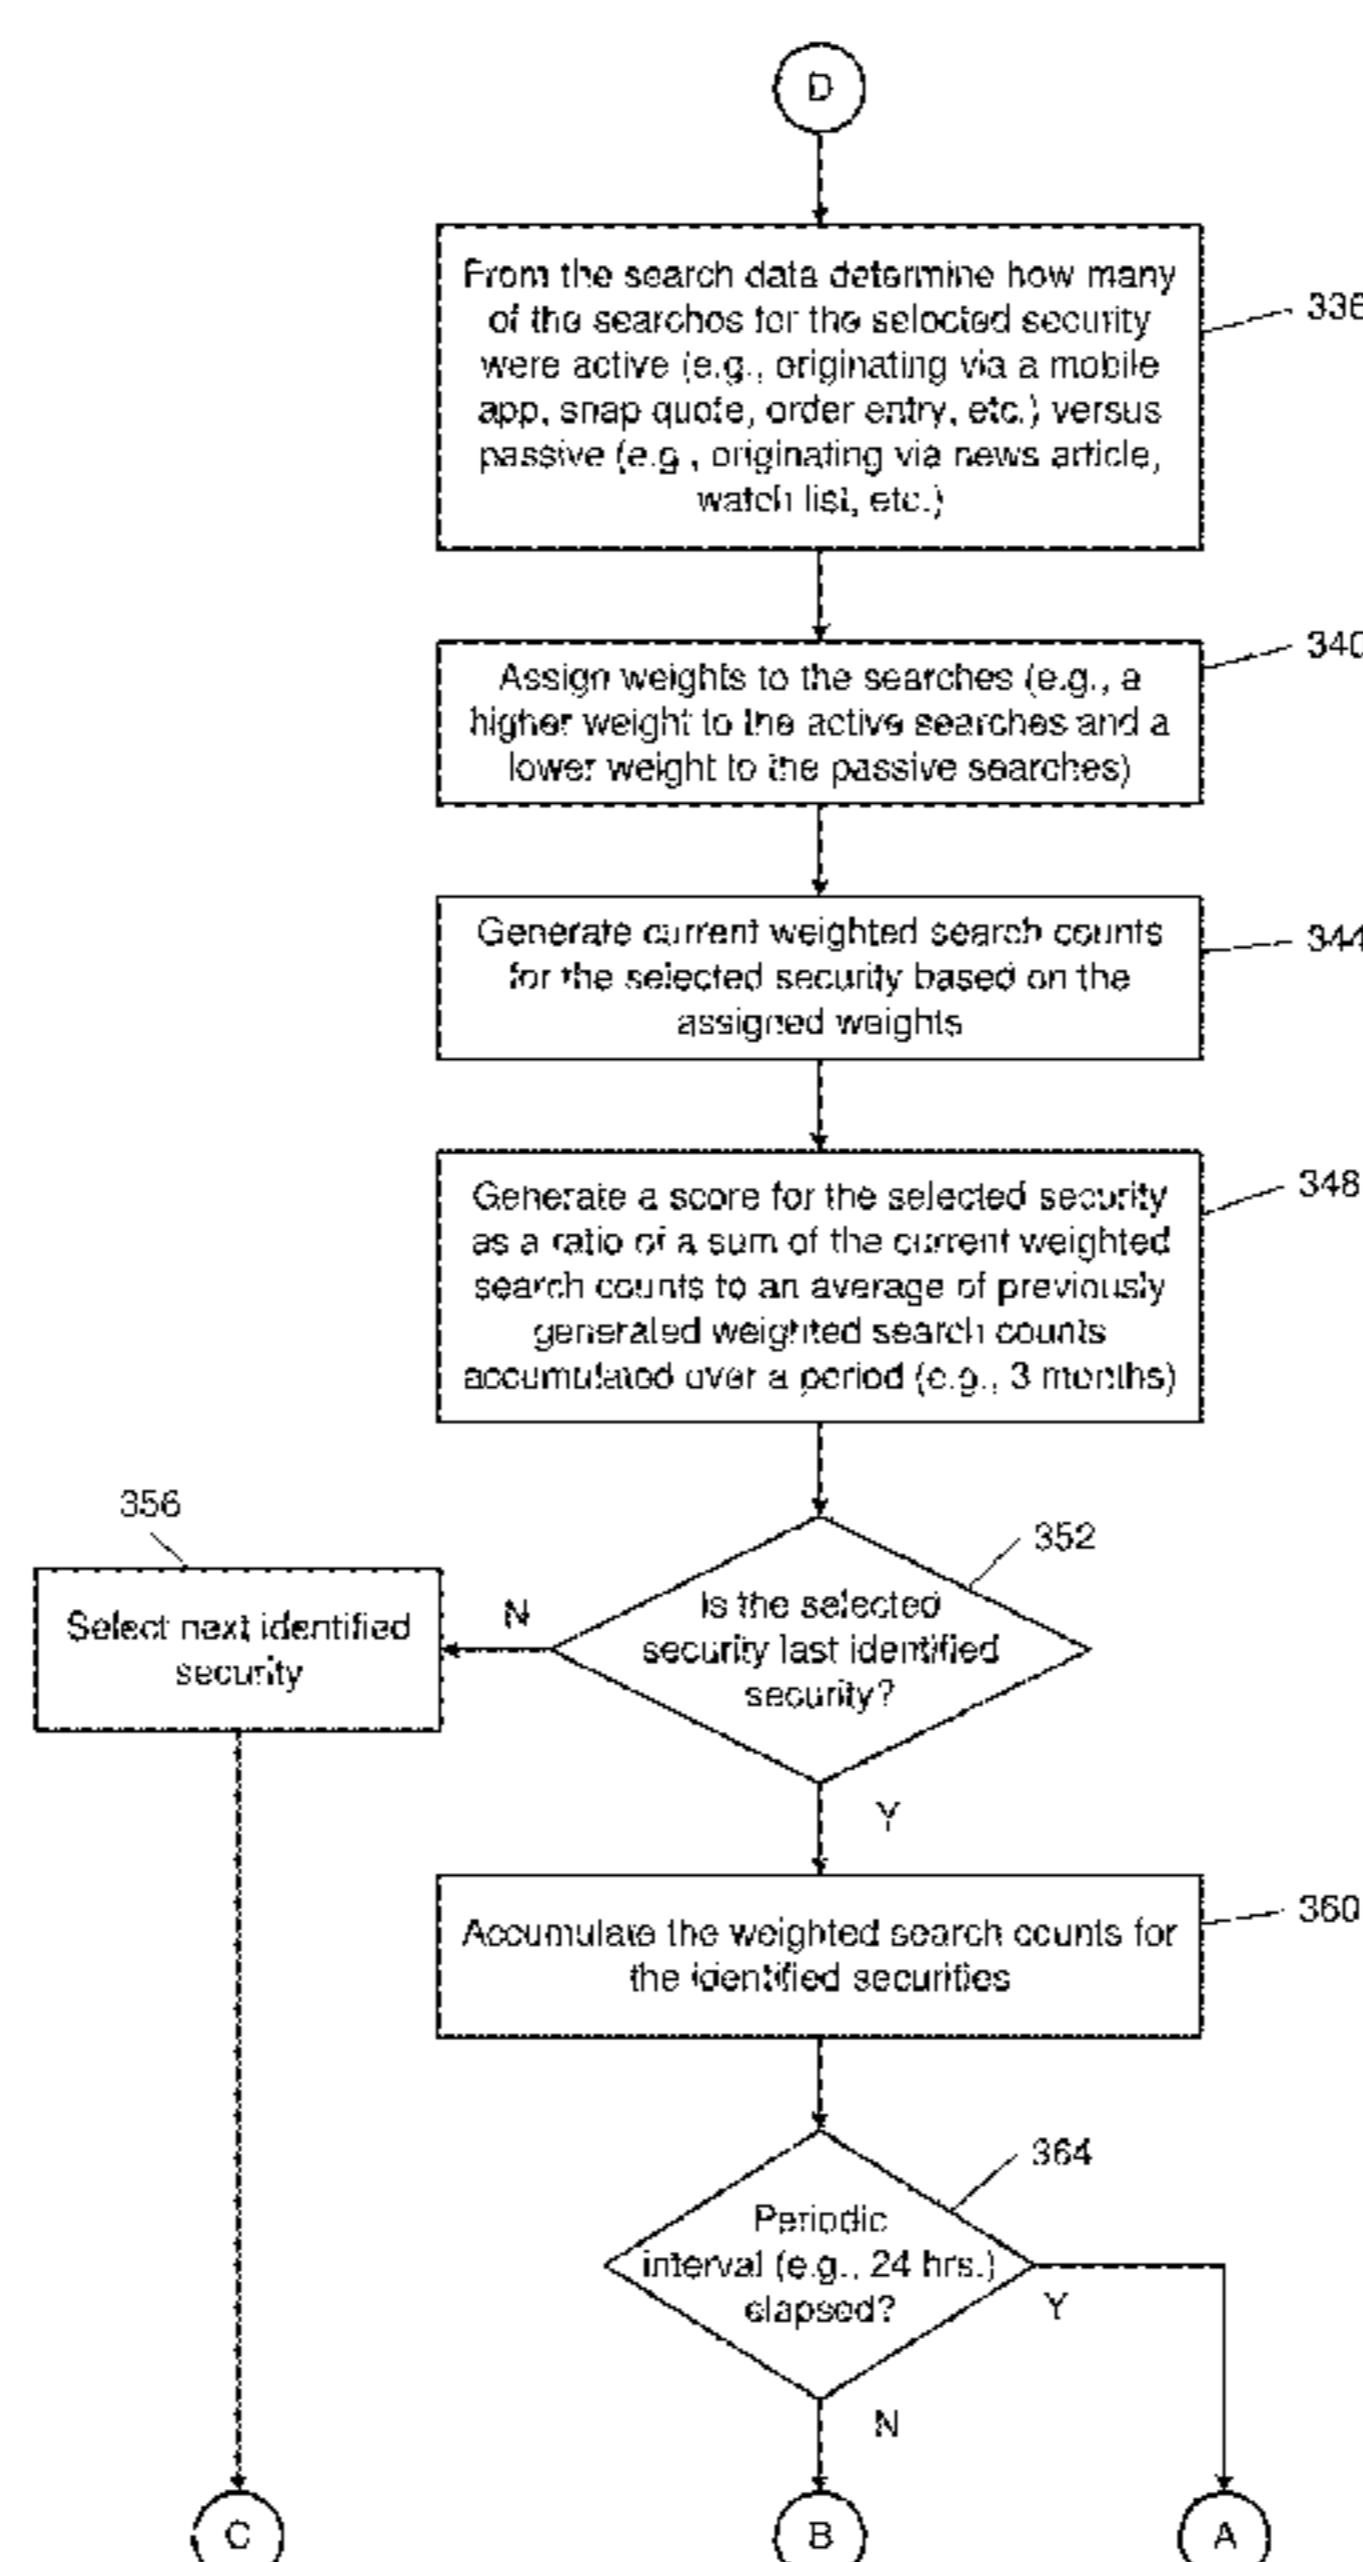 D
From the search data determine how many
of the searches for the selected security
were active (e.g., originating via a mobile
app, snap quote, order entry, etc.) versus
passive (e.g., originating via news article,
watch list, etc.)
336
Assign weights to the searches (e.g., a
higher weight to the active searches and a
lower weight to the passive searches)
340
Generate current weighted search counts
for the selected security based on the
assigned weights
344
Generate a score for the selected security
as a ratio of a sum of the current weighted
search counts to an average of previously
generated weighted search counts
accumulated over a period (e.g., 3 months)
348
356
352
Select next identified
security
N
Is the selected
security last identified
security?
Y
Accumulate the weighted search counts for
the identified securities
360
364
Periodic
interval (e.g., 24 hrs.)
elapsed?
Y
N
C
B
A